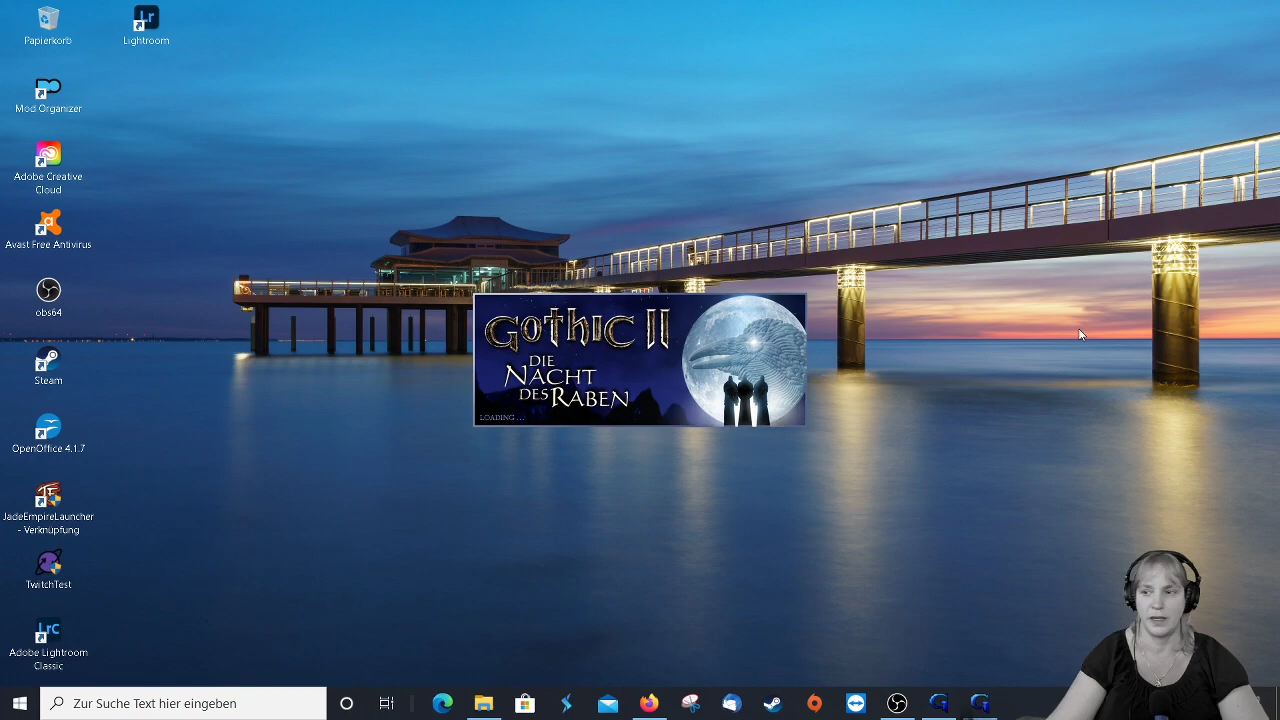 Papierkorb
Lightroom
Mod Organizer
Adobe Creative
Cloud
Avast Free Antivirus
obs64
Steam
OpenOffice 4.1.7
JadeEmpireLauncher
- Verknüpfung
TwitchTest
Adobe Lightroom
Classic
GOTHIC II
DIE
NACHT
DES RABEN
LOADING ...
Zur Suche Text hier eingeben